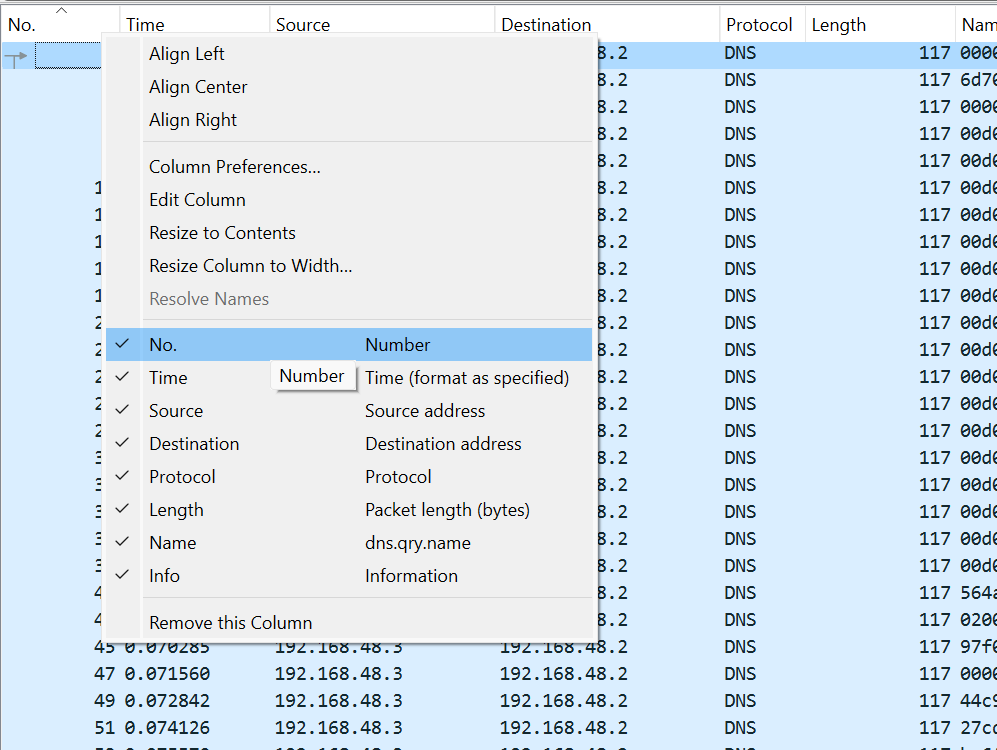 No. Time Source Destination Protocol Length Nam
8.2 DNS 117 000
Align Left
8.2 DNS 117 6d7
Align Center
8.2 DNS 117 000
Align Right
8.2 DNS 117 00d
8.2 DNS 117 00d
Column Preferences...
1 8.2 DNS 117 00d
Edit Column
1 8.2 DNS 117 00d
Resize to Contents
1 8.2 DNS 117 00d
Resize Column to Width...
1 8.2 DNS 117 00d
Resolve Names
1 8.2 DNS 117 00d
2 8.2 DNS 117 00d
No. Number
2 8.2 DNS 117 00d
Number
Time Time (format as specified)
2 8.2 DNS 117 00d
Source Source address
2 8.2 DNS 117 00d
2 8.2 DNS 117 00d
Destination Destination address
3 8.2 DNS 117 00d
Protocol Protocol
3 8.2 DNS 117 00d
Length Packet length (bytes)
3 8.2 DNS 117 00d
Name dns.qry.name
3 8.2 DNS 117 00d
3 8.2 DNS 117 00d
Info Information
4 8.2 DNS 117 564
4 8.2 DNS 117 020
Remove this Column
45 0.070285 192.168.48.3 192.168.48.2 DNS 117 97f
47 0.071560 192.168.48.3 192.168.48.2 DNS 117 000
49 0.072842 192.168.48.3 192.168.48.2 DNS 117 44c
51 0.074126 192.168.48.3 192.168.48.2 DNS 117 27c